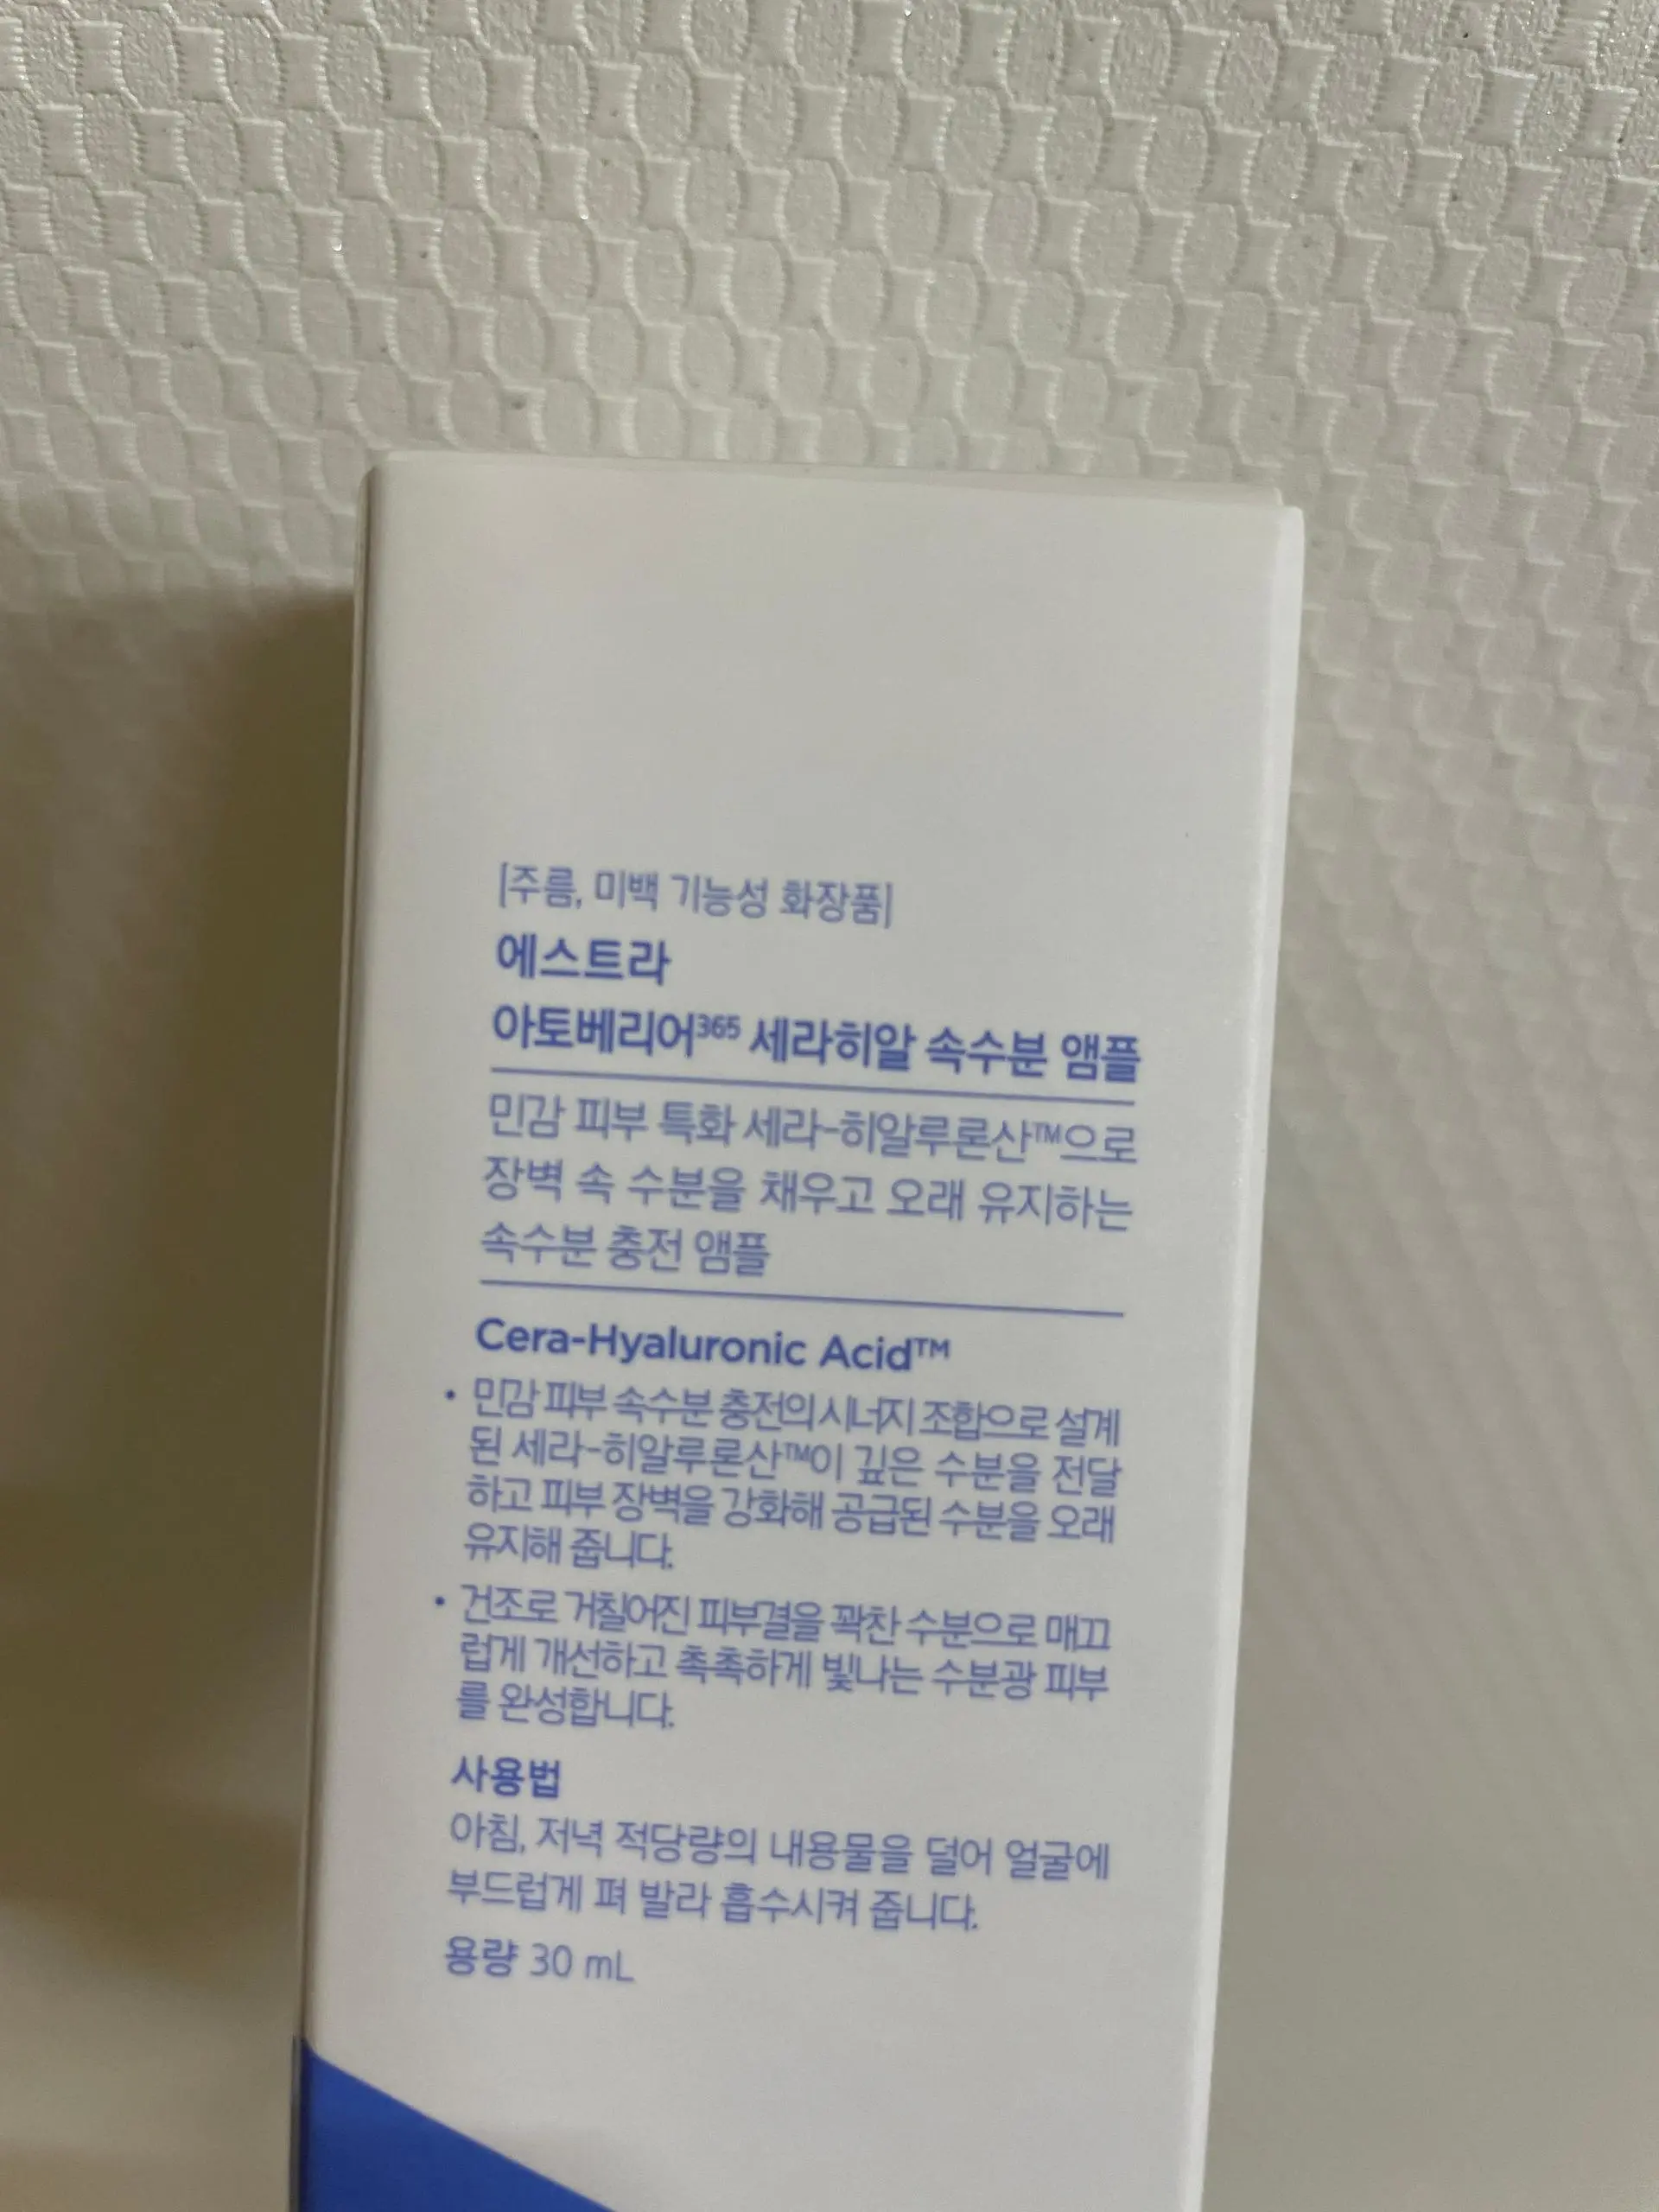 [주름, 미백 기능성 화장품]
에스트라
아토베리어³⁶⁵ 세라히알 속수분 앰플
민감 피부 특화 세라-히알루론산™으로
장벽 속 수분을 채우고 오래 유지하는
속수분 충전 앰플
Cera-Hyaluronic Acid™
• 민감 피부 속수분 충전의 시너지 조합으로 설계
된 세라-히알루론산™이 깊은 수분을 전달
하고 피부 장벽을 강화해 공급된 수분을 오래
유지해 줍니다.
• 건조로 거칠어진 피부결을 꽉찬 수분으로 매끄
럽게 개선하고 촉촉하게 빛나는 수분광 피부
를 완성합니다.
사용법
아침, 저녁 적당량의 내용물을 덜어 얼굴에
부드럽게 펴 발라 흡수시켜 줍니다.
용량 30 mL